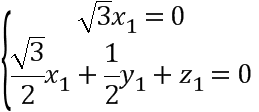 √3x₁ = 0
√3/2 x₁ + 1/2 y₁ + z₁ = 0